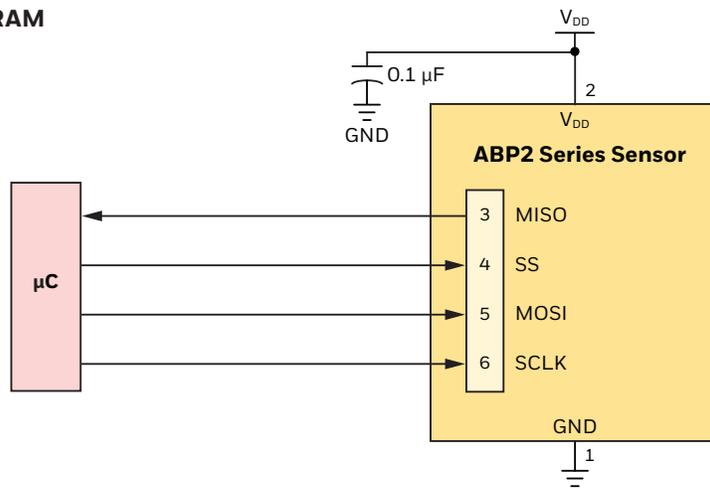 RAM
VDD
0.1 µF
2
GND
VDD
ABP2 Series Sensor
3 MISO
4 SS
µC
5 MOSI
6 SCLK
GND
1